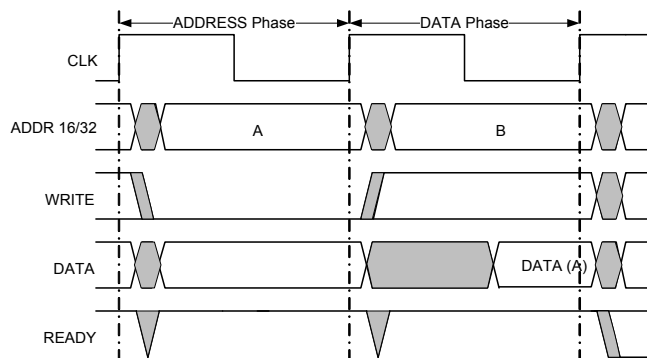 ADDRESS Phase DATA Phase
CLK
ADDR 16/32 A B
WRITE
DATA DATA (A)
READY